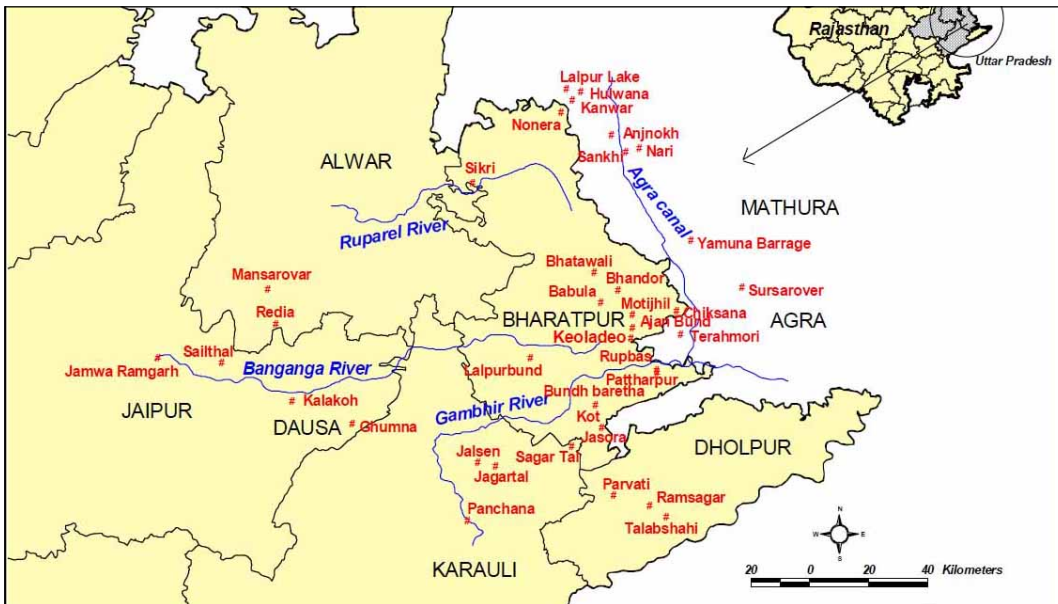 Rajasthan
Uttar Pradesh
Lalpur Lake
Hulwana
Kanwar
Nonera
Anjnokh
Sankhi
Nari
ALWAR
Sikri
Agra canal
MATHURA
Ruparel River
Yamuna Barrage
Mansarovar
Bhatawali
Bhandor
Babula
Sursarover
Motijhil
Chiksana
Redia
BHARATPUR
Ajan Bund
AGRA
Keoladeo
Terahmori
Sailthal
Jamwa Ramgarh
Banganga River
Lalpurbund
Rupbas
Pattharpur
Bundh baretha
Kalakoh
JAIPUR
Gambhir River
Kot
Ghumna
DAUSA
Jasora
DHOLPUR
Jalsen
Sagar Tal
Jagartal
Parvati
Ramsagar
Panchana
Talabshahi
N
W E
S
KARAULI
20 0 20 40 Kilometers